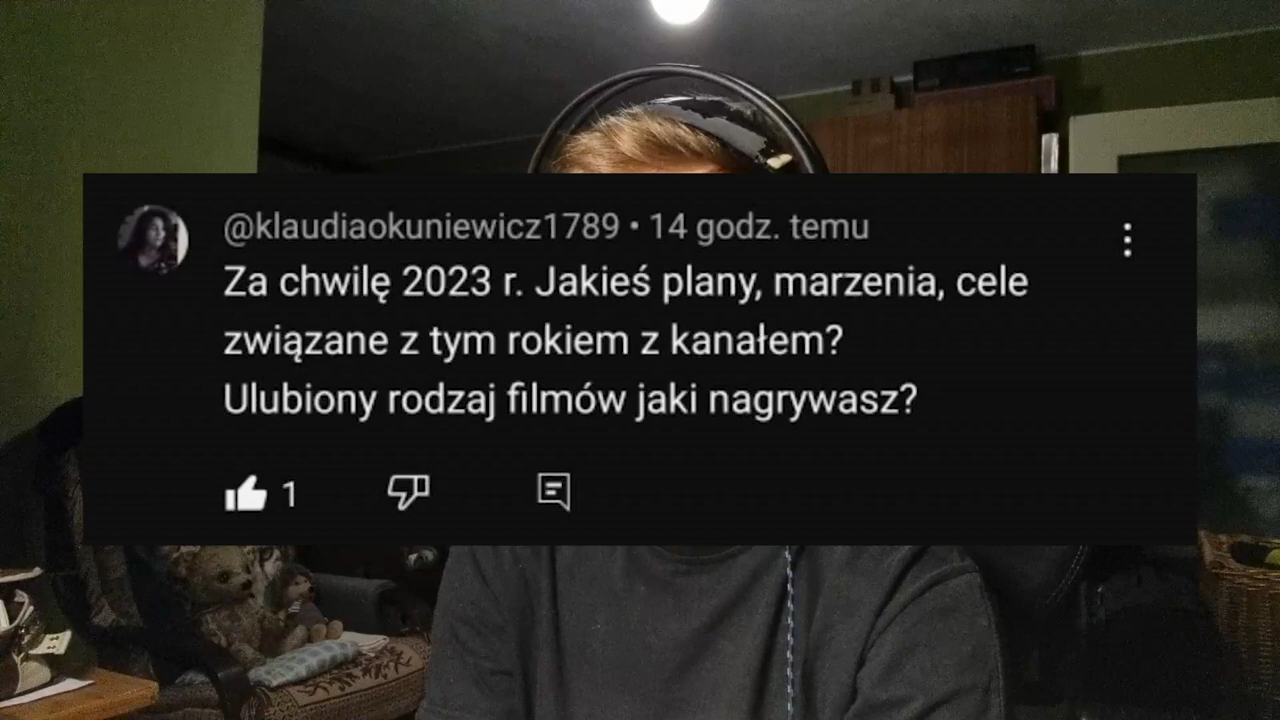 @klaudiaokuniewicz1789 • 14 godz. temu
Za chwilę 2023 r. Jakieś plany, marzenia, cele
związane z tym rokiem z kanałem?
Ulubiony rodzaj filmów jaki nagrywasz?
1